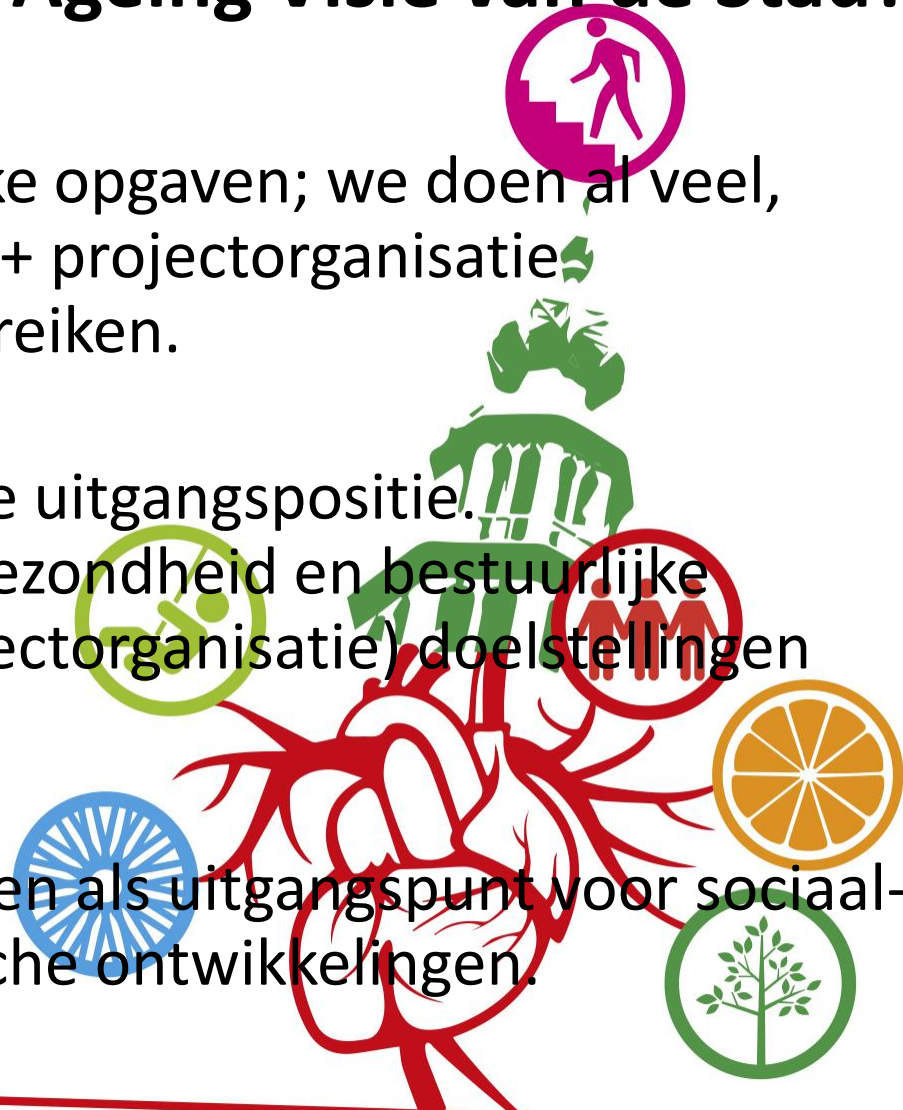 Ageing Visie van de Stad?
ke opgaven; we doen al veel,
+ projectorganisatie
reiken.
e uitgangspositie.
ezondheid en bestuurlijke
ectorganisatie) doelstellingen
en als uitgangspunt voor sociaal-
che ontwikkelingen.